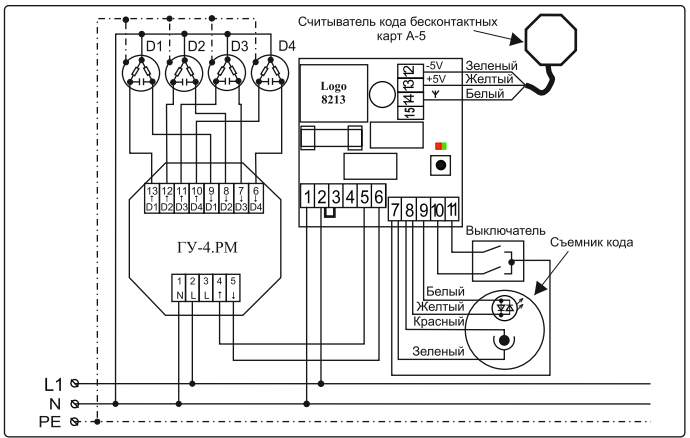 Считыватель кода бесконтактных
карт А-5
D1 D2 D3 D4
Logo
8213
12 -5V Зеленый
13 +5V Желтый
14 Белый
15
1 2 3 4 5 6
7 8 9 10 11
Выключатель
Съемник кода
13 12 11 10 9 8 7 6
↑ ↑ ↑ ↑ ↓ ↓ ↓ ↓
D1 D2 D3 D4 D1 D2 D3 D4
ГУ-4.РМ
1 2 3 4 5
N L L ↑ ↓
Белый
Желтый
Красный
Зеленый
L1
N
PE